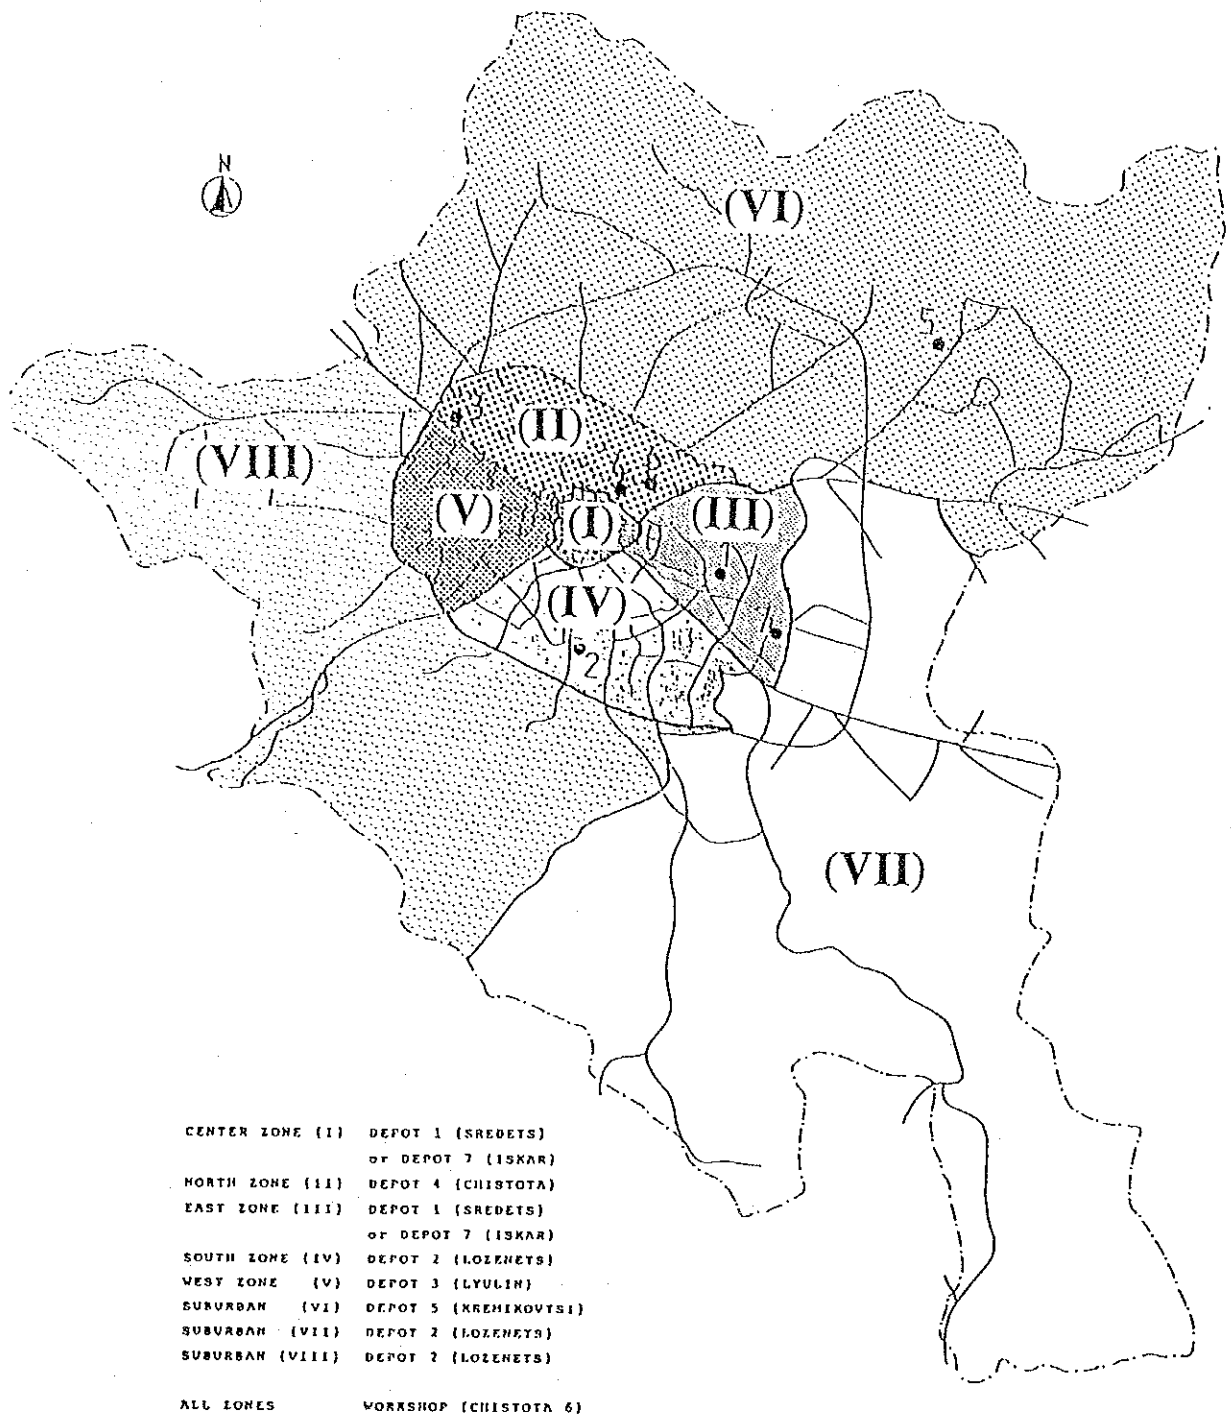 N
(VI)
5
3
(II)
(VIII)
(V)
(I)
(III)
(IV)
2
(VII)
CENTER ZONE (I) DEPOT 1 (SREDETS)
or DEPOT 7 (ISKAR)
NORTH ZONE (II) DEPOT 4 (CHISTOTA)
EAST ZONE (III) DEPOT 1 (SREDETS)
or DEPOT 7 (ISKAR)
SOUTH ZONE (IV) DEPOT 2 (LOZENETS)
WEST ZONE (V) DEPOT 3 (LYULIN)
SUBURBAN (VI) DEPOT 5 (KREMIKOVTSI)
SUBURBAN (VII) DEPOT 2 (LOZENETS)
SUBURBAN (VIII) DEPOT 2 (LOZENETS)
ALL ZONES WORKSHOP (CHISTOTA 6)